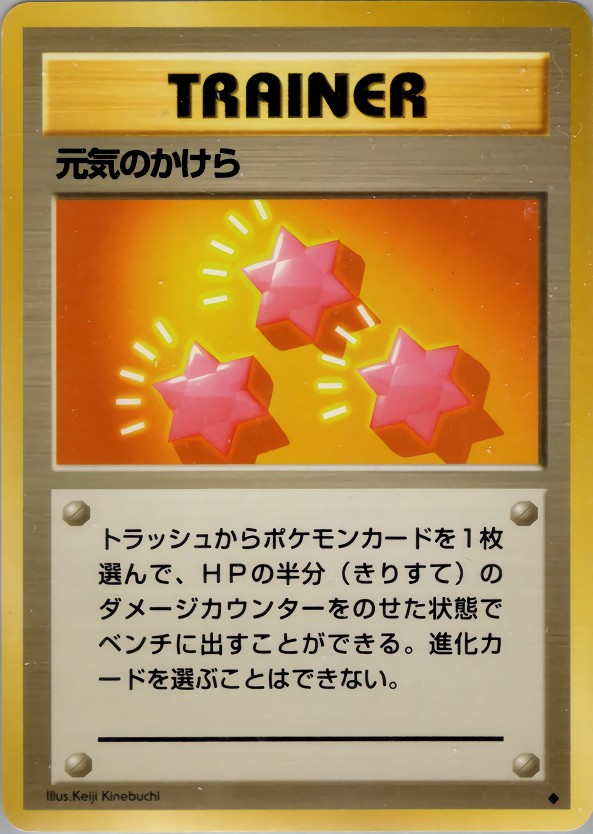 TRAINER
元気のかけら
トラッシュからポケモンカードを1枚
選んで、HPの半分（きりすて）の
ダメージカウンターをのせた状態で
ベンチに出すことができる。進化カ
ードを選ぶことはできない。
Illus. Keiji Kinebuchi